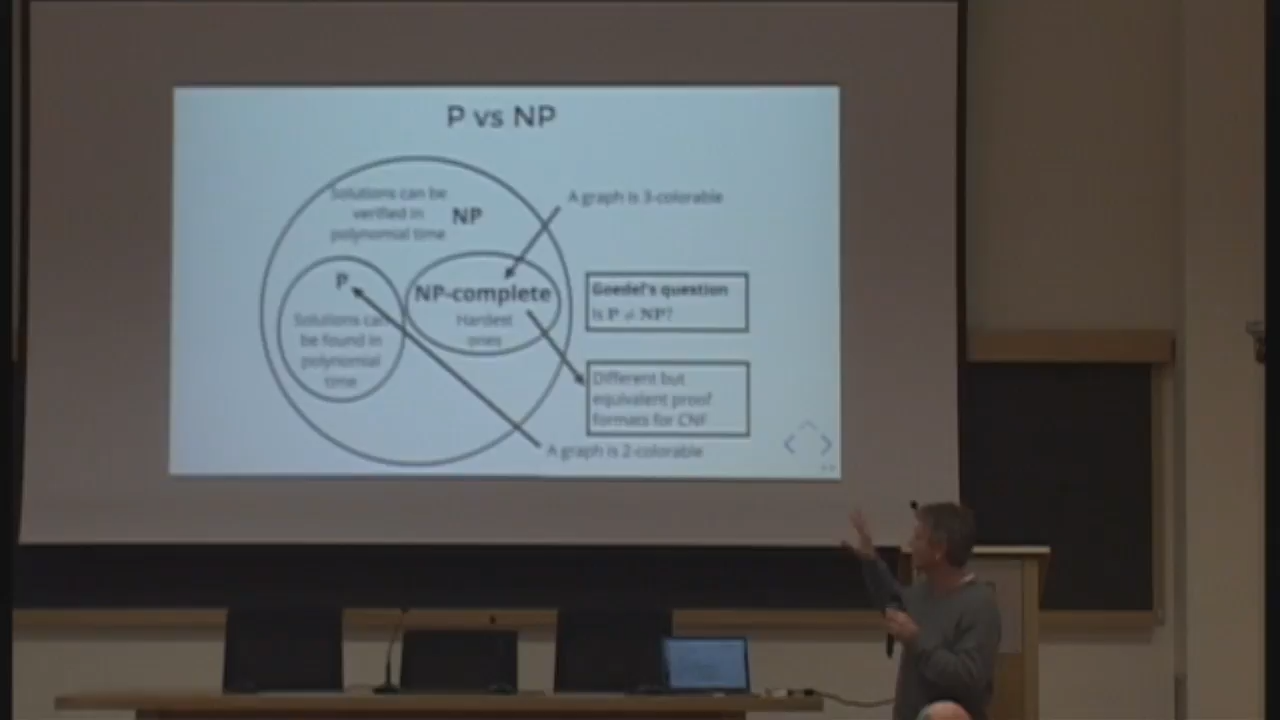 P vs NP
Solutions can be
verified in
polynomial time
NP
A graph is 3-colorable
P
Solutions can
be found in
polynomial
time
NP-complete
Hardest
ones
Goedel's question
Is P ≠ NP?
Different but
equivalent proof
formats for CNF
A graph is 2-colorable